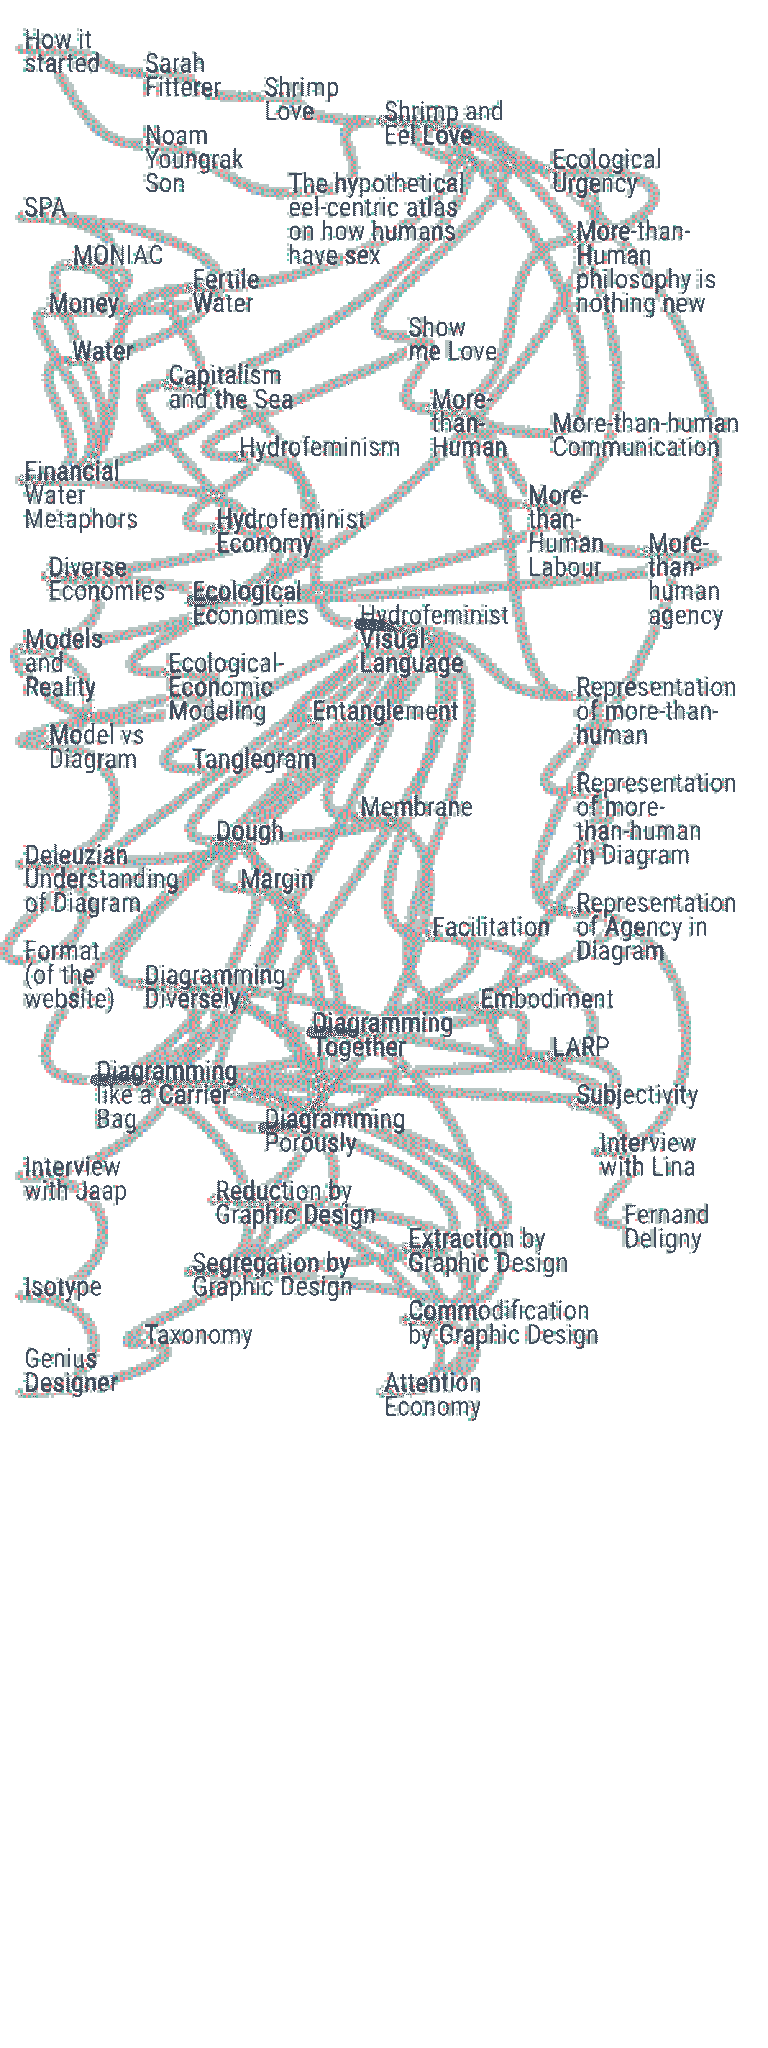 How it
started
Sarah
Fitterer
Shrimp
Love
Shrimp and
Eel Love
Noam
Youngrak
Son
Ecological
Urgency
The hypothetical
eel-centric atlas
on how humans
have sex
SPA
More-than-
Human
philosophy is
nothing new
MONIAC
Fertile
Water
Money
Show
me Love
Water
Capitalism
and the Sea
More-
than-
Human
More-than-human
Communication
Hydrofeminism
Financial
Water
Metaphors
More-
than-
Human
Labour
Hydrofeminist
Economy
More-
than-
human
agency
Diverse
Economies
Ecological
Economies
Hydrofeminist
Visual-
Language
Models
and
Reality
Ecological-
Economic
Modeling
Representation
of more-than-
human
Entanglement
Model vs
Diagram
Tanglegram
Representation
of more-
than-human
in Diagram
Membrane
Dough
Deleuzian
Understanding
of Diagram
Margin
Representation
of Agency in
Diagram
Facilitation
Format
(of the
website)
Diagramming
Diversely
Embodiment
Diagramming
Together
LARP
Diagramming
like a Carrier
Bag
Subjectivity
Diagramming
Porously
Interview
with Lina
Interview
with Jaap
Reduction by
Graphic Design
Fernand
Deligny
Extraction by
Graphic Design
Segregation by
Graphic Design
Isotype
Commodification
by Graphic Design
Taxonomy
Genius
Designer
Attention
Economy